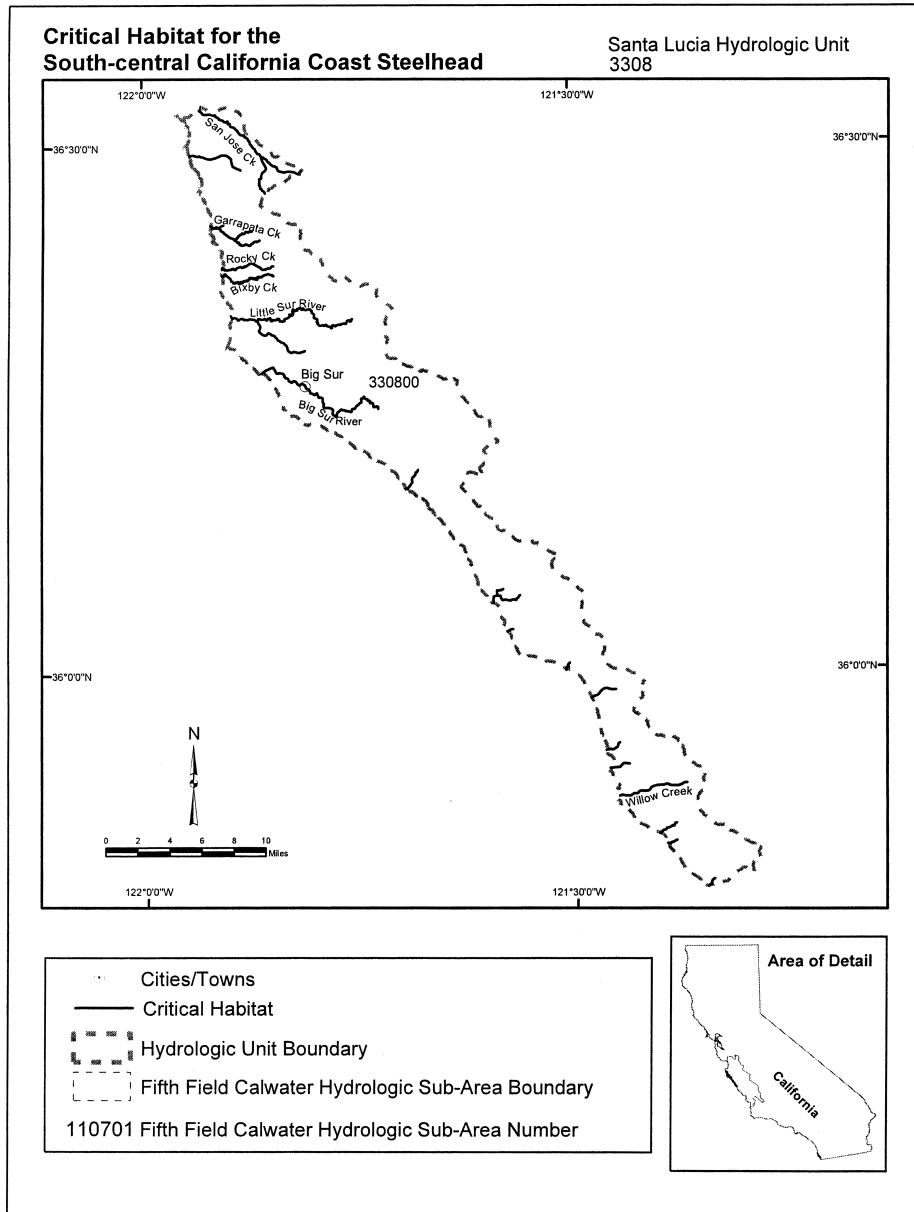 Critical Habitat for the
South-central California Coast Steelhead
Santa Lucia Hydrologic Unit
3308
122°0'0"W
121°30'0"W
36°30'0"N
36°30'0"N
San Jose Ck
Garrapata Ck
Rocky Ck
Bixby Ck
Little Sur River
Big Sur
330800
Big Sur River
36°0'0"N
36°0'0"N
N
Willow Creek
0 2 4 6 8 10
Miles
122°0'0"W
121°30'0"W
Cities/Towns
Critical Habitat
Hydrologic Unit Boundary
Fifth Field Calwater Hydrologic Sub-Area Boundary
110701 Fifth Field Calwater Hydrologic Sub-Area Number
Area of Detail
California